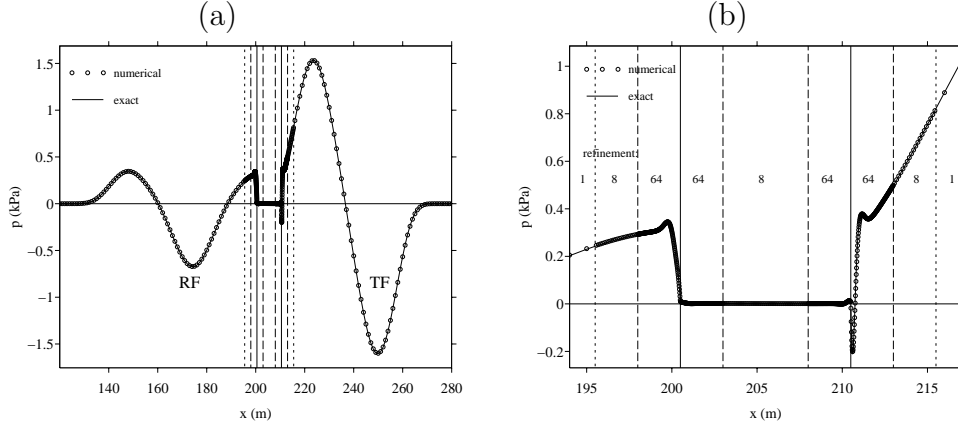 (a)
p (kPa)
1.5
1
0.5
0
−0.5
−1
−1.5
numerical
exact
RF
TF
140 160 180 200 220 240 260 280
x (m)
(b)
p (kPa)
1
0.8
0.6
0.4
0.2
0
−0.2
numerical
exact
refinement:
1 8 64 64 8 64 64 8 1
195 200 205 210 215
x (m)